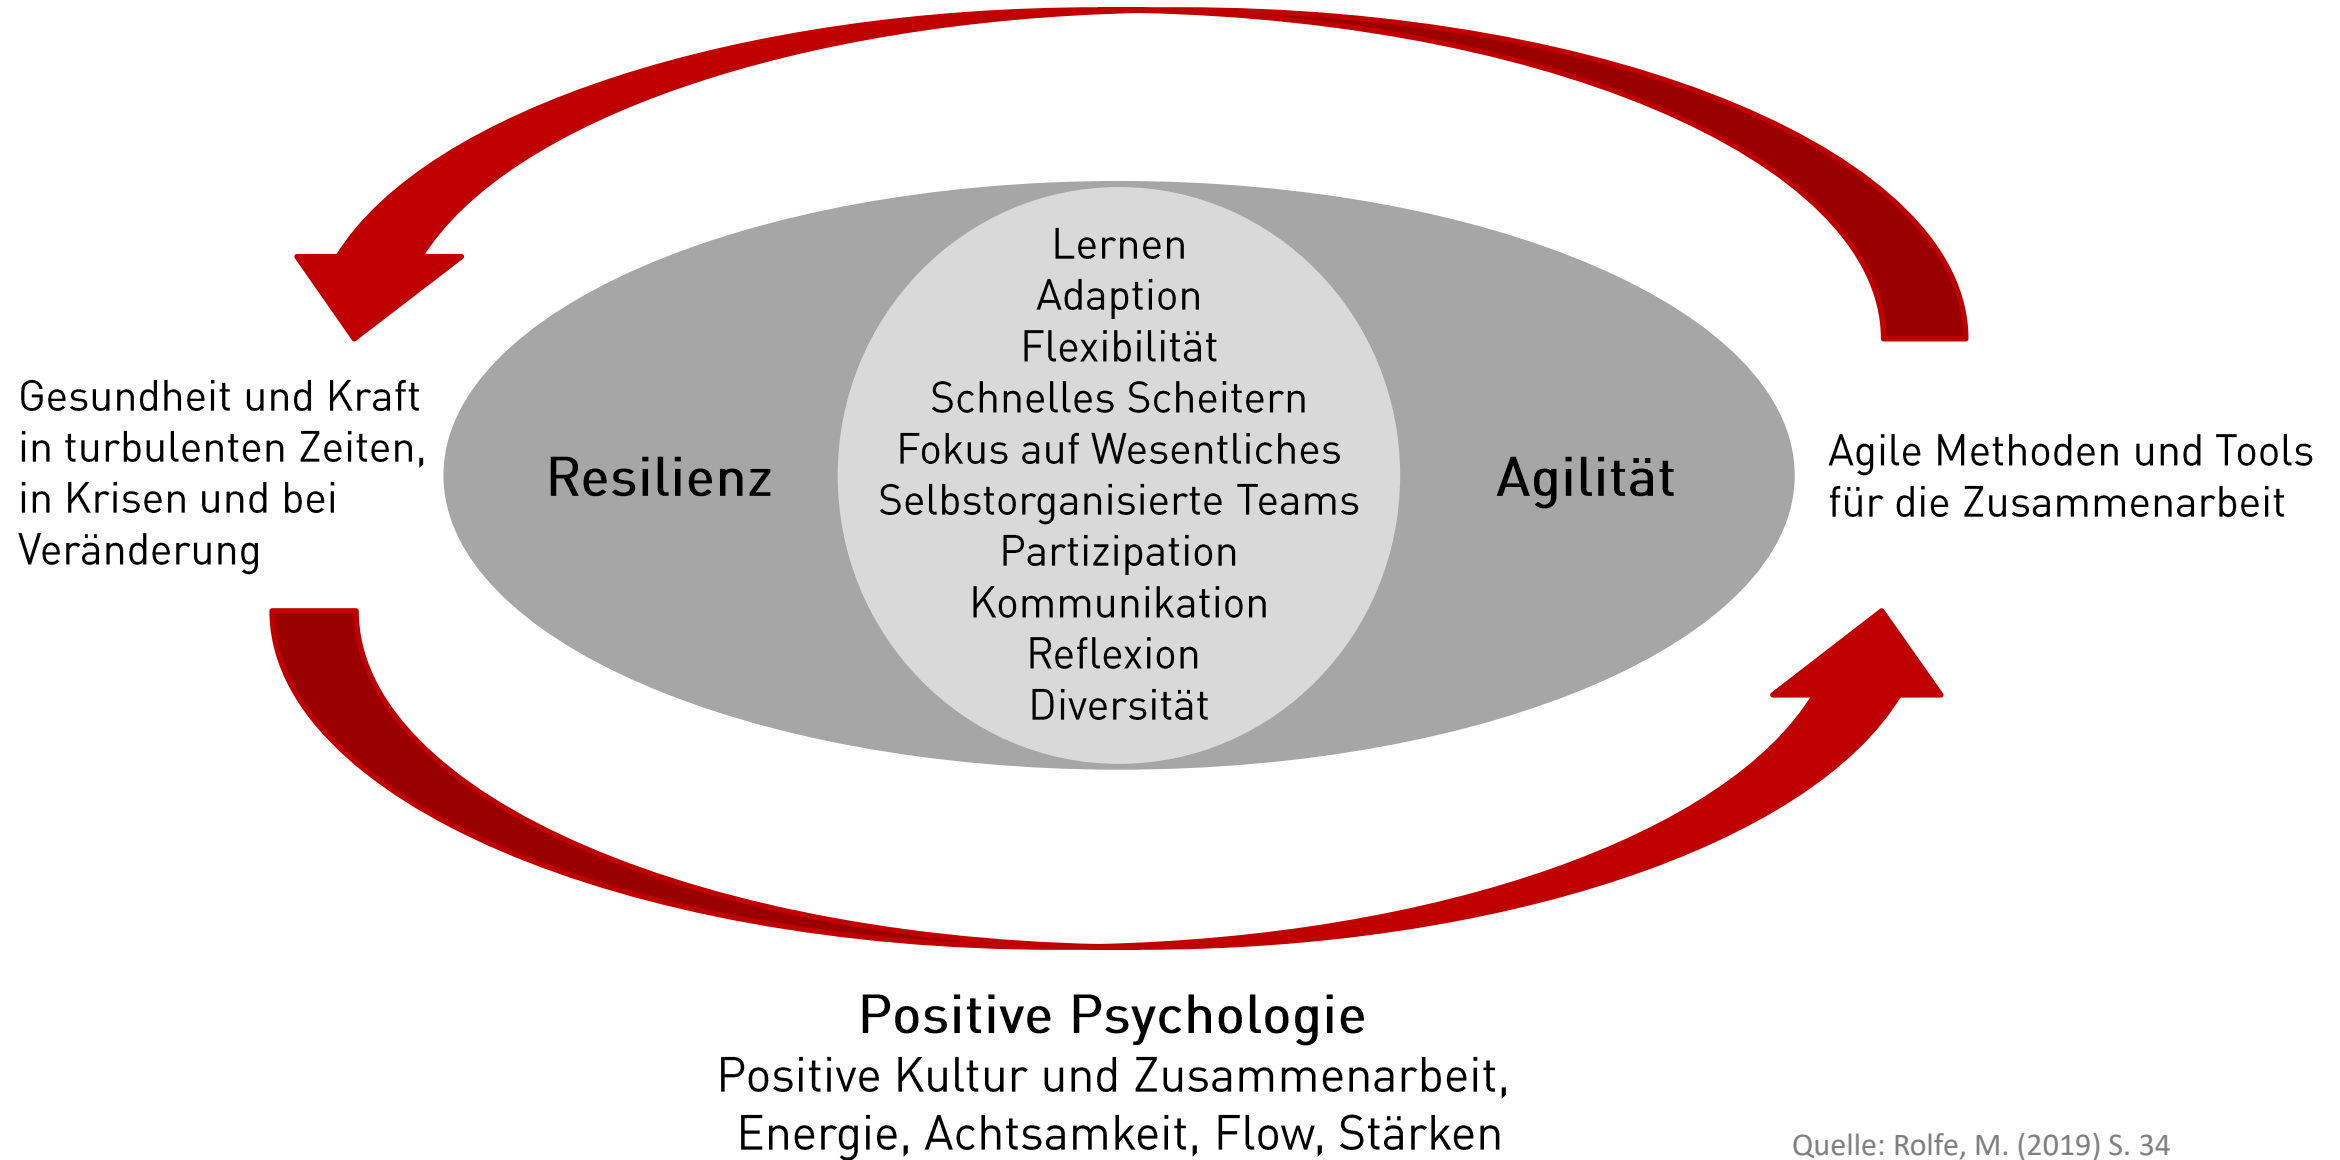 Lernen
Adaption
Flexibilität
Schnelles Scheitern
Fokus auf Wesentliches
Selbstorganisierte Teams
Partizipation
Kommunikation
Reflexion
Diversität
Gesundheit und Kraft
in turbulenten Zeiten,
in Krisen und bei
Veränderung
Resilienz
Agilität
Agile Methoden und Tools
für die Zusammenarbeit
Positive Psychologie
Positive Kultur und Zusammenarbeit,
Energie, Achtsamkeit, Flow, Stärken
Quelle: Rolfe, M. (2019) S. 34